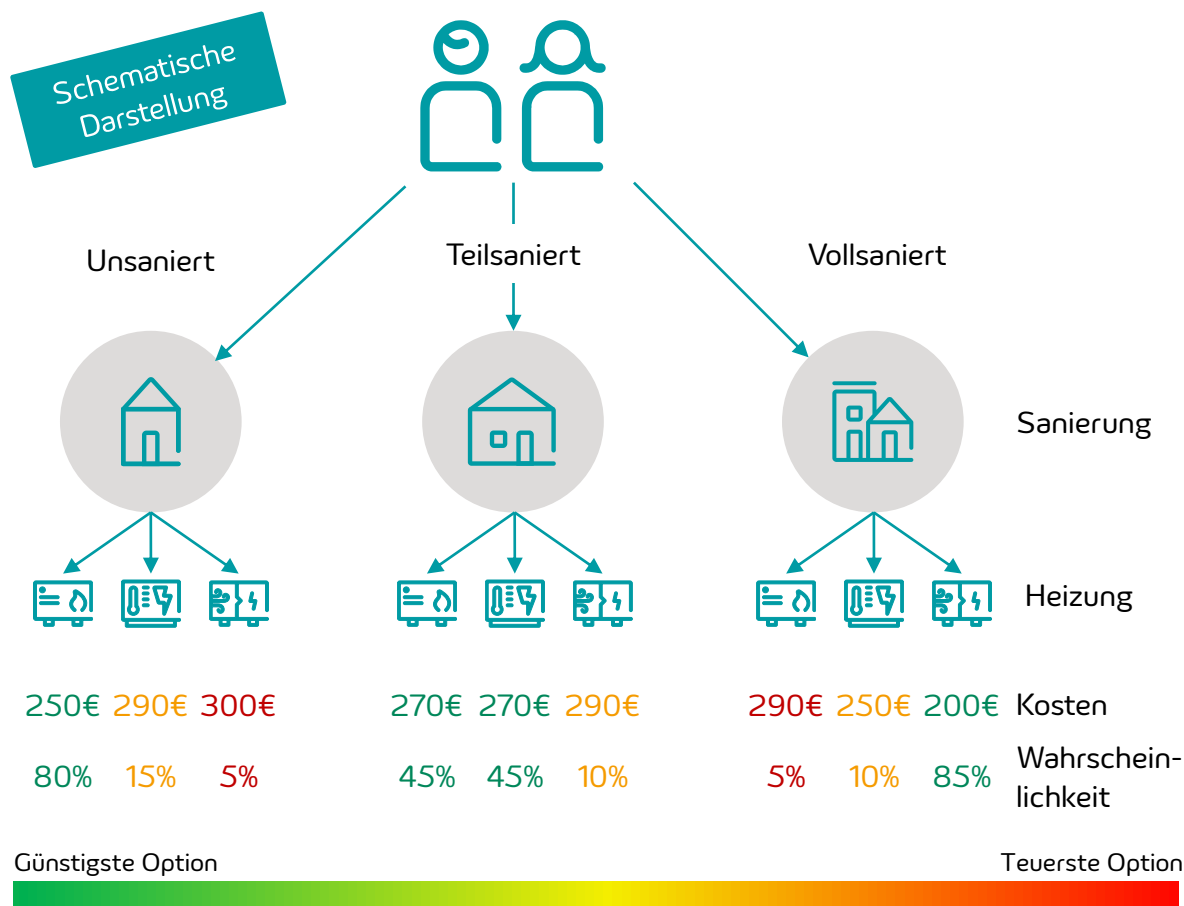 Schematische
Darstellung
Unsaniert
Teilsaniert
Vollsaniert
Sanierung
Heizung
250€ 290€ 300€
270€ 270€ 290€
290€ 250€ 200€
Kosten
80% 15% 5%
45% 45% 10%
5% 10% 85%
Wahrschein-
lichkeit
Günstigste Option
Teuerste Option